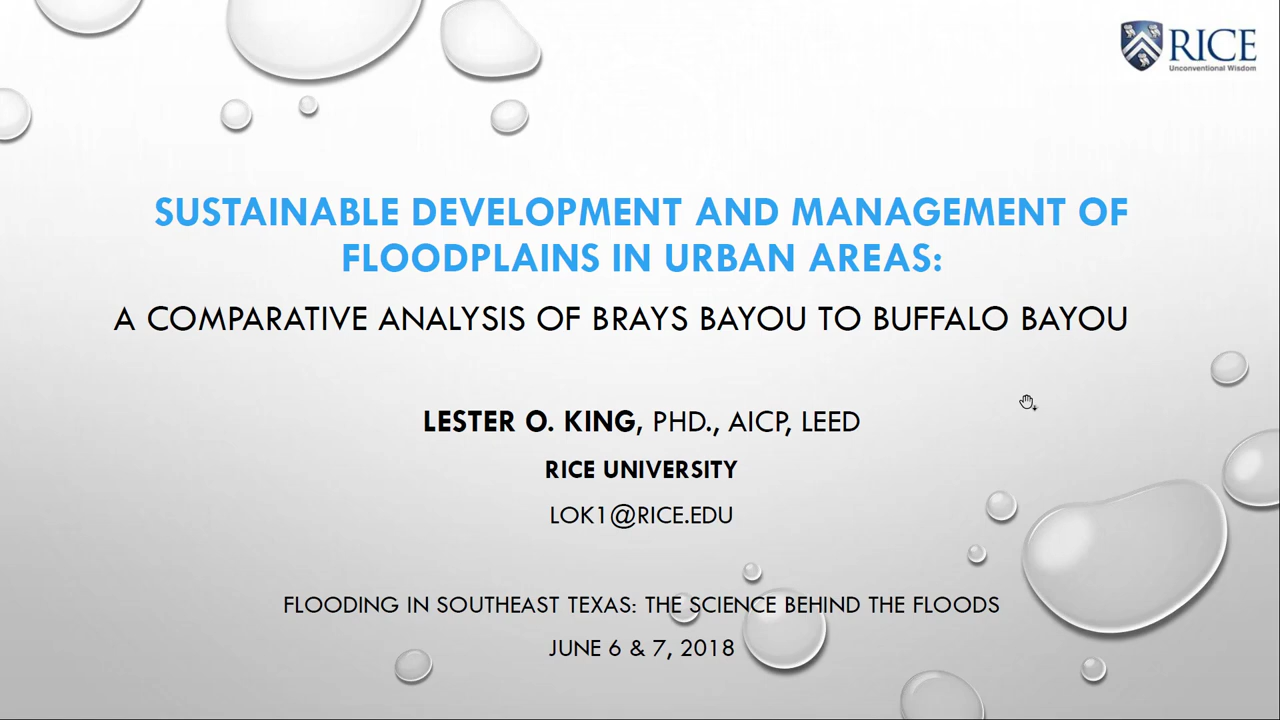 RICE
Unconventional Wisdom
SUSTAINABLE DEVELOPMENT AND MANAGEMENT OF
FLOODPLAINS IN URBAN AREAS:
A COMPARATIVE ANALYSIS OF BRAYS BAYOU TO BUFFALO BAYOU
LESTER O. KING, PHD., AICP, LEED
RICE UNIVERSITY
LOK1@RICE.EDU
FLOODING IN SOUTHEAST TEXAS: THE SCIENCE BEHIND THE FLOODS
JUNE 6 & 7, 2018